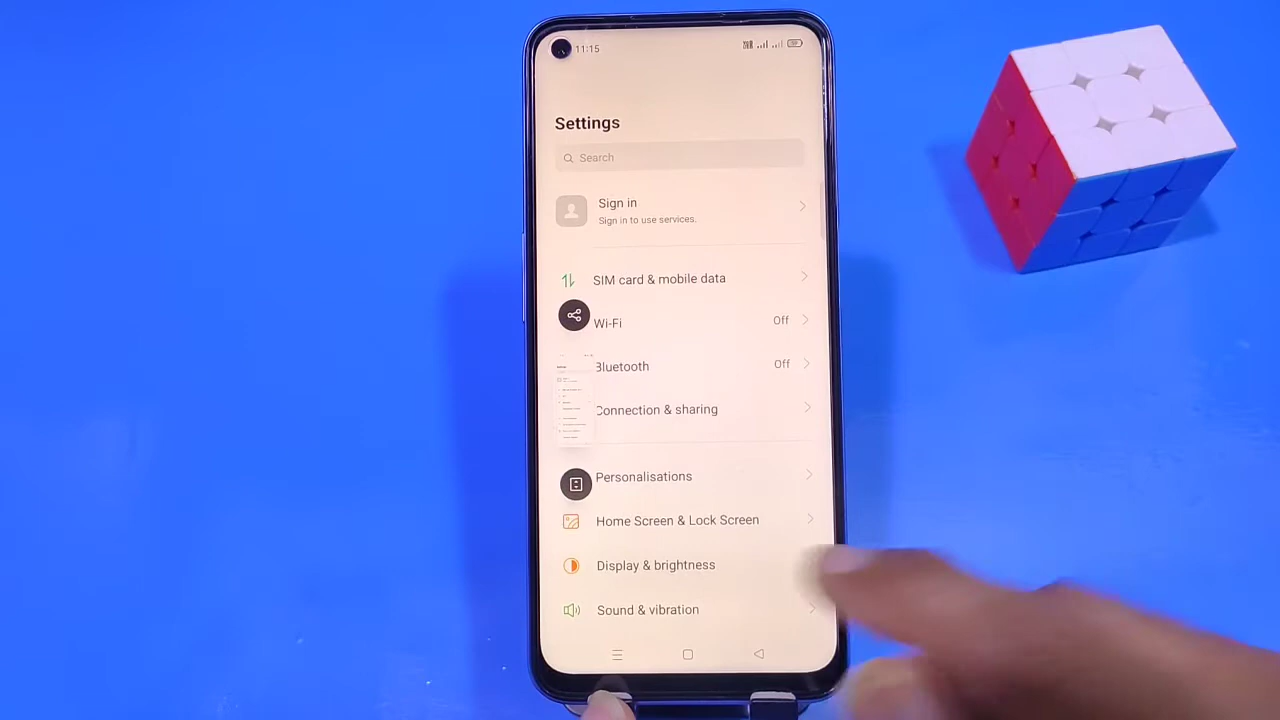 11:15
Settings
Search
Sign in
Sign in to use services.
SIM card & mobile data
Wi-Fi Off
Bluetooth Off
Connection & sharing
Personalisations
Home Screen & Lock Screen
Display & brightness
Sound & vibration